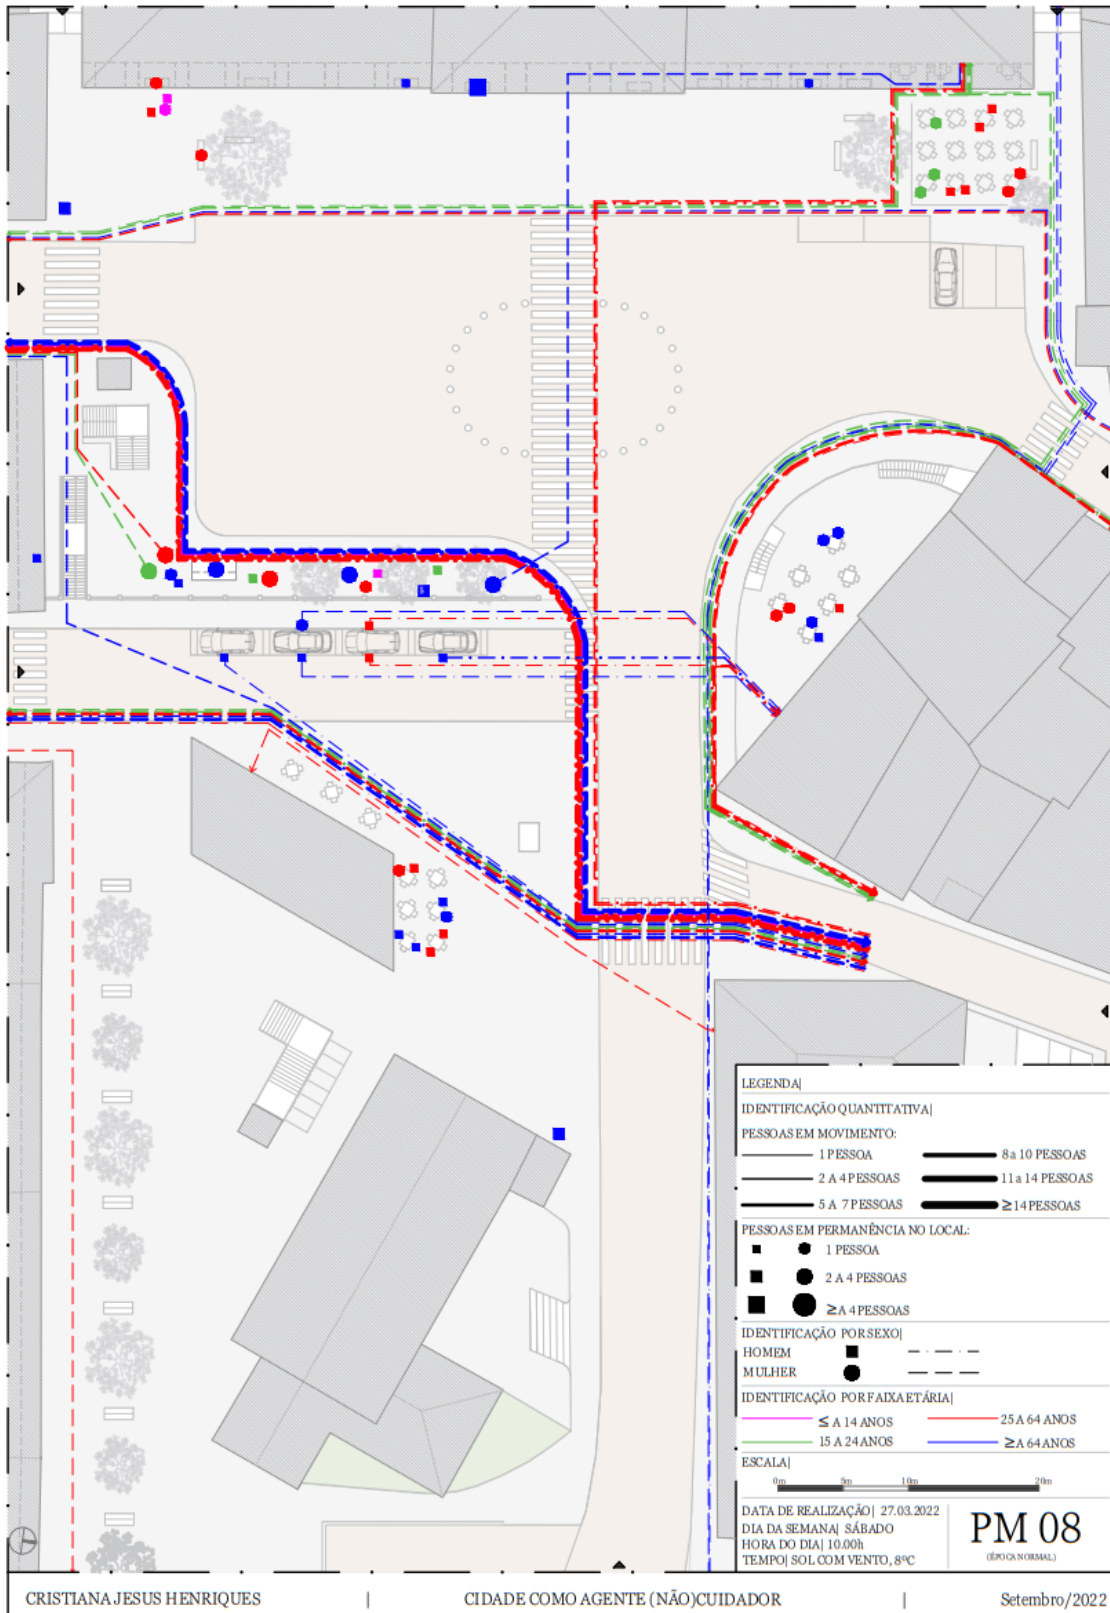 LEGENDA|
IDENTIFICAÇÃO QUANTITATIVA|
PESSOAS EM MOVIMENTO:
1 PESSOA
8 a 10 PESSOAS
2 A 4 PESSOAS
11 a 14 PESSOAS
5 A 7 PESSOAS
≥ 14 PESSOAS
PESSOAS EM PERMANÊNCIA NO LOCAL:
1 PESSOA
2 A 4 PESSOAS
≥ A 4 PESSOAS
IDENTIFICAÇÃO POR SEXO|
HOMEM
MULHER
IDENTIFICAÇÃO POR FAIXA ETÁRIA|
≤ A 14 ANOS
25 A 64 ANOS
15 A 24 ANOS
≥ A 64 ANOS
ESCALA|
0m 5m 10m 20m
DATA DE REALIZAÇÃO| 27.03.2022
DIA DA SEMANA| SÁBADO
HORA DO DIA| 10.00h
TEMPO| SOL COM VENTO, 8ºC
PM 08
(ÉPOCA NORMAL)
CRISTIANA JESUS HENRIQUES | CIDADE COMO AGENTE (NÃO)CUIDADOR | Setembro/2022